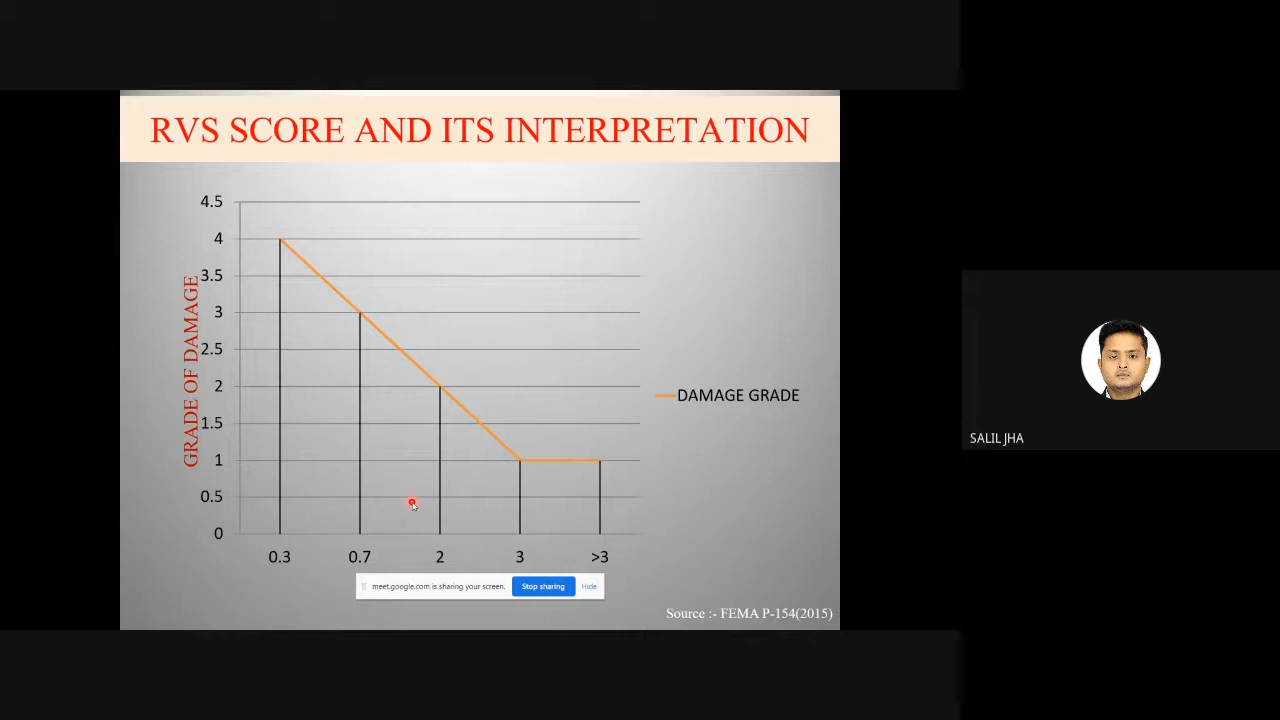 RVS SCORE AND ITS INTERPRETATION
4.5
4
3.5
3
2.5
2
1.5
1
0.5
0
GRADE OF DAMAGE
0.3 0.7 2 3 >3
DAMAGE GRADE
meet.google.com is sharing your screen. Stop sharing Hide
Source :- FEMA P-154(2015)
SALIL JHA